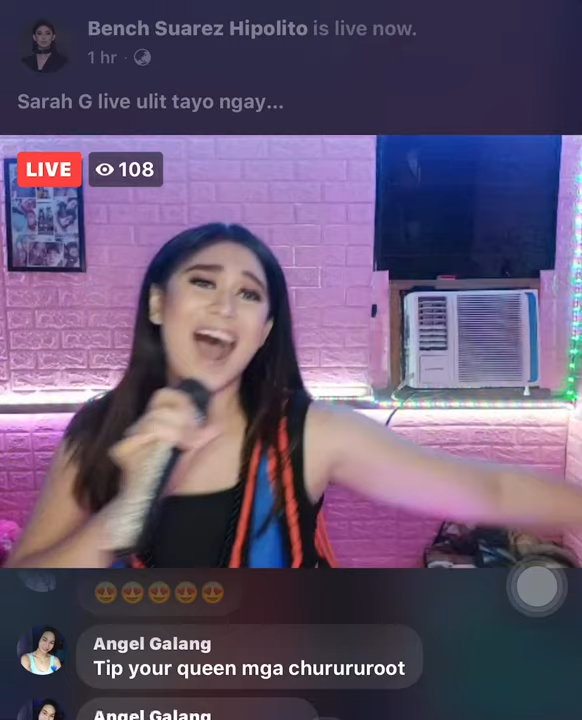 Bench Suarez Hipolito is live now.
1 hr ·
Sarah G live ulit tayo ngay...
LIVE 108
Angel Galang
Tip your queen mga churururoot
Angel Galang